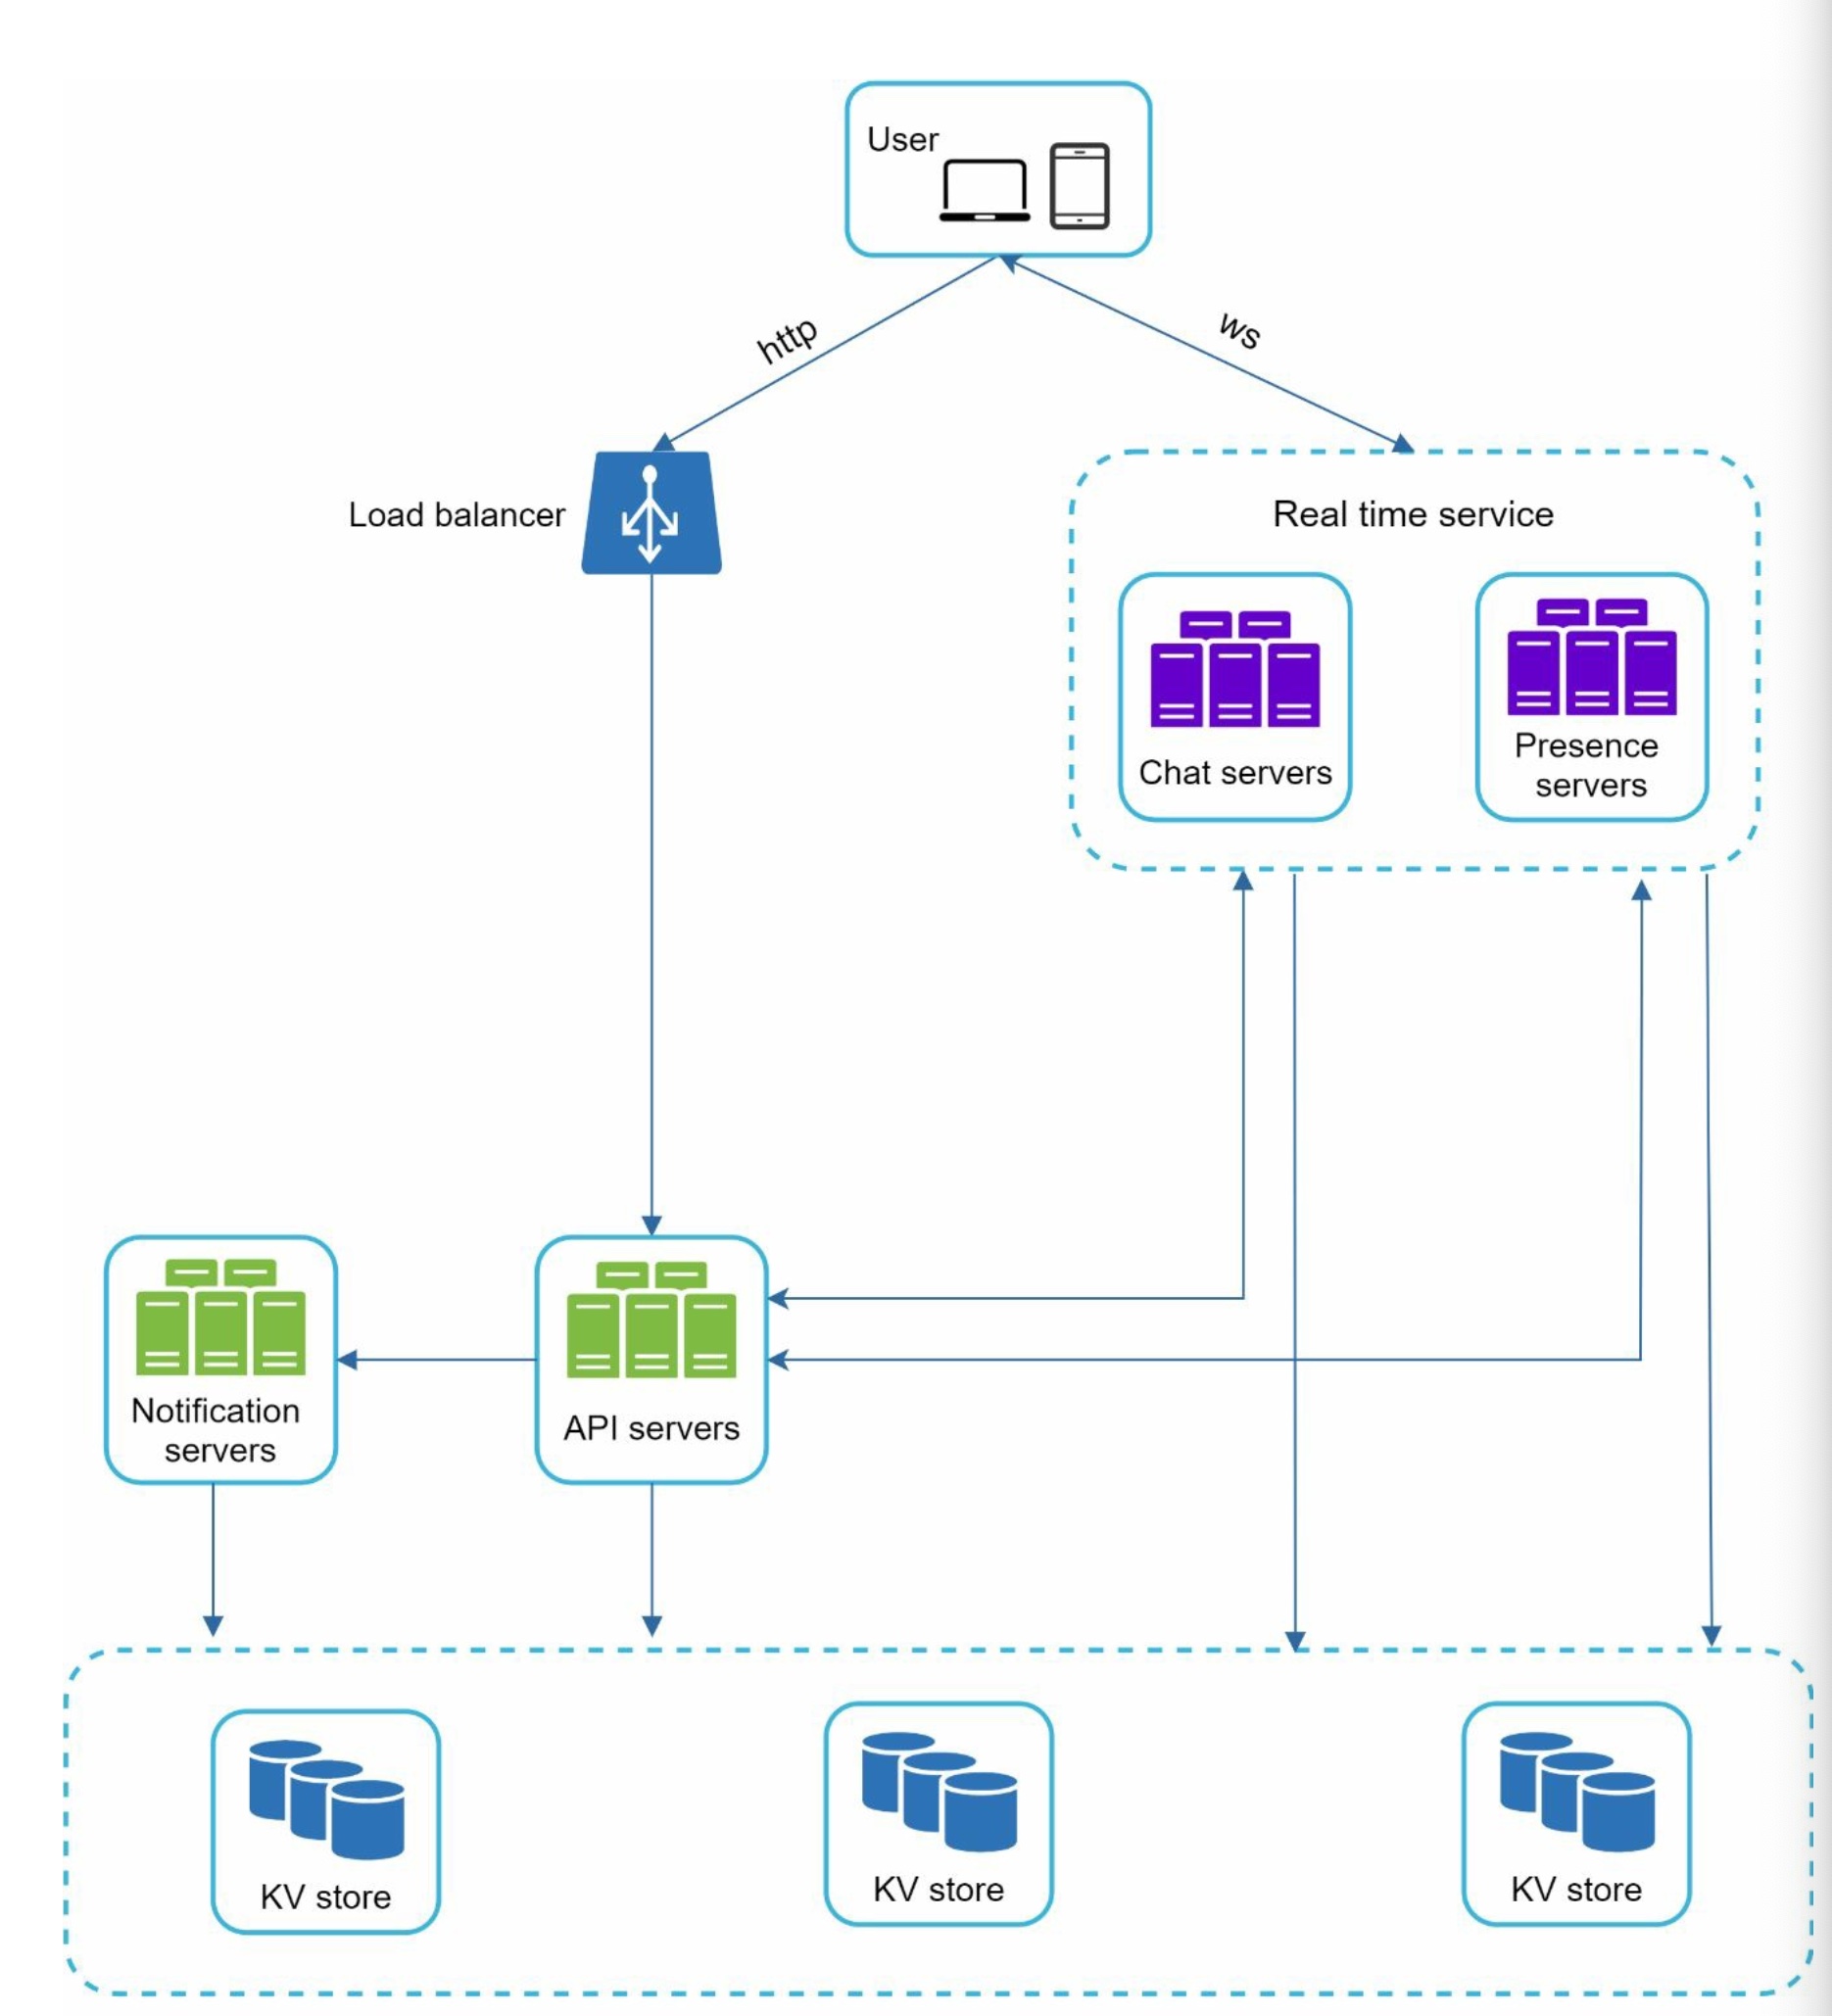 User
http
ws
Load balancer
Real time service
Chat servers
Presence
servers
Notification
servers
API servers
KV store
KV store
KV store